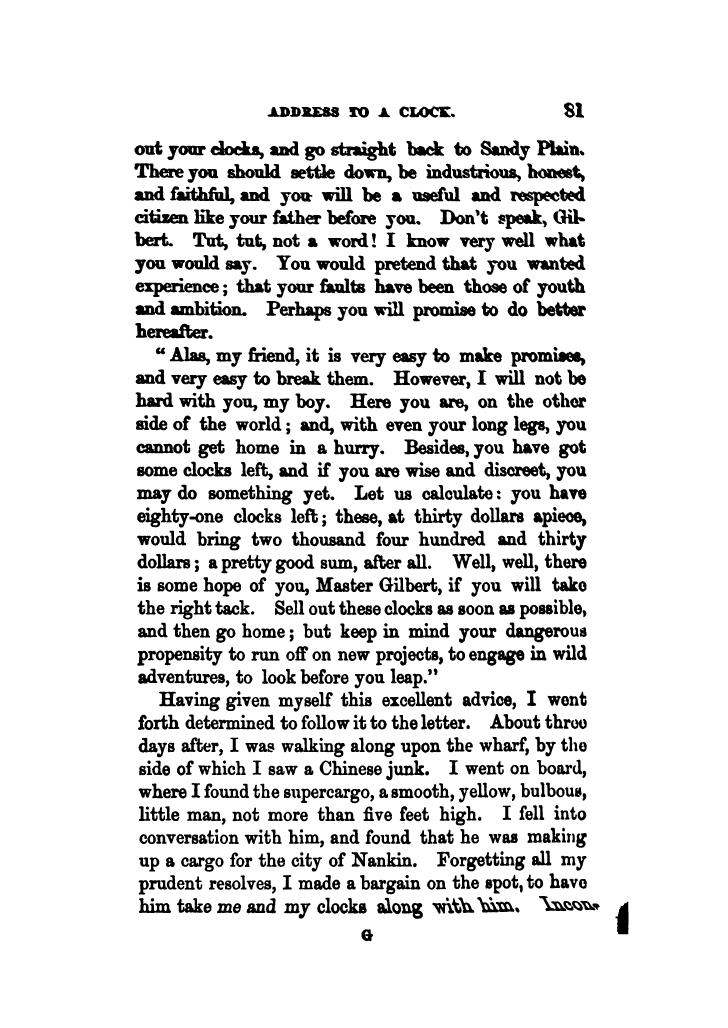 ADDRESS TO A CLOCK. 81
out your clocks, and go straight back to Sandy Plain.
There you should settle down, be industrious, honest,
and faithful, and you will be a useful and respected
citizen like your father before you. Don't speak, Gil-
bert. Tut, tut, not a word! I know very well what
you would say. You would pretend that you wanted
experience; that your faults have been those of youth
and ambition. Perhaps you will promise to do better
hereafter.
"Alas, my friend, it is very easy to make promises,
and very easy to break them. However, I will not be
hard with you, my boy. Here you are, on the other
side of the world; and, with even your long legs, you
cannot get home in a hurry. Besides, you have got
some clocks left, and if you are wise and discreet, you
may do something yet. Let us calculate: you have
eighty-one clocks left; these, at thirty dollars apiece,
would bring two thousand four hundred and thirty
dollars; a pretty good sum, after all. Well, well, there
is some hope of you, Master Gilbert, if you will take
the right tack. Sell out these clocks as soon as possible,
and then go home; but keep in mind your dangerous
propensity to run off on new projects, to engage in wild
adventures, to look before you leap."
Having given myself this excellent advice, I went
forth determined to follow it to the letter. About three
days after, I was walking along upon the wharf, by the
side of which I saw a Chinese junk. I went on board,
where I found the supercargo, a smooth, yellow, bulbous,
little man, not more than five feet high. I fell into
conversation with him, and found that he was making
up a cargo for the city of Nankin. Forgetting all my
prudent resolves, I made a bargain on the spot, to have
him take me and my clocks along with him. Incon-
G